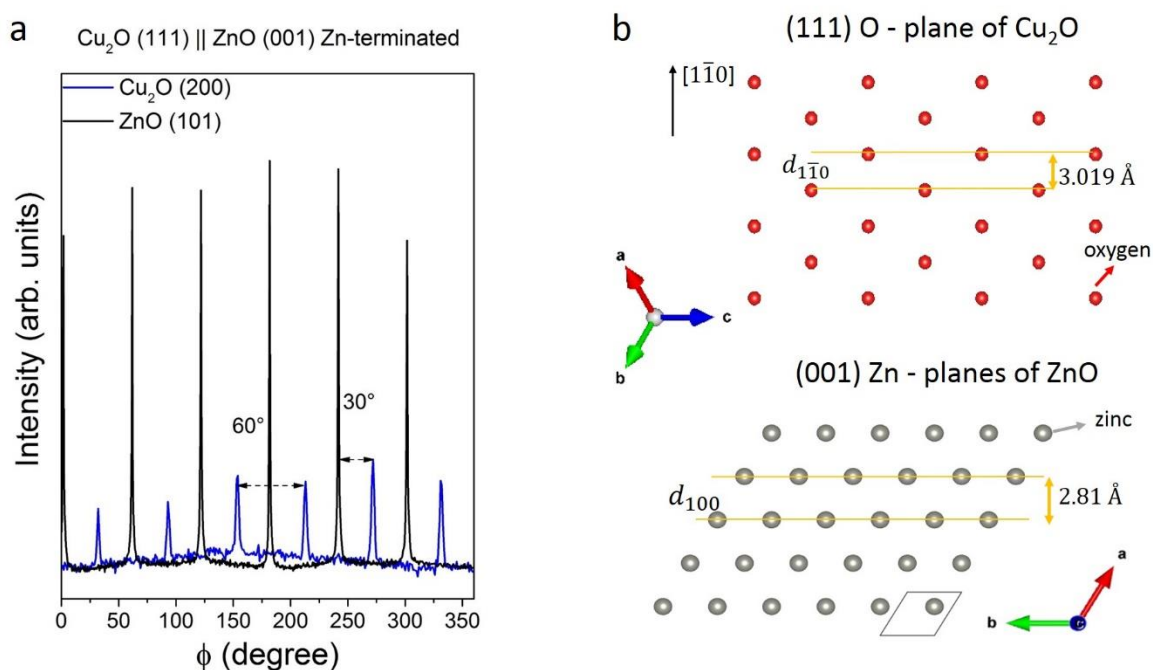 a
Cu₂O (111) || ZnO (001) Zn-terminated
Cu₂O (200)
ZnO (101)
60°
30°
Intensity (arb. units)
0 50 100 150 200 250 300 350
ϕ (degree)
b
(111) O - plane of Cu₂O
[11̅0]
d₁₁̅₀
3.019 Å
oxygen
a
c
b
(001) Zn - planes of ZnO
zinc
d₁₀₀
2.81 Å
a
b
c